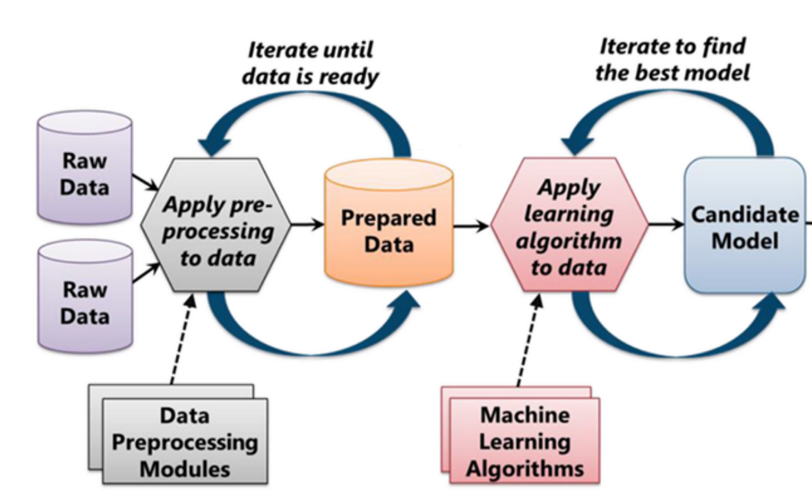 Iterate until
data is ready
Iterate to find
the best model
Raw
Data
Raw
Data
Apply pre-
processing
to data
Prepared
Data
Apply
learning
algorithm
to data
Candidate
Model
Data
Preprocessing
Modules
Machine
Learning
Algorithms